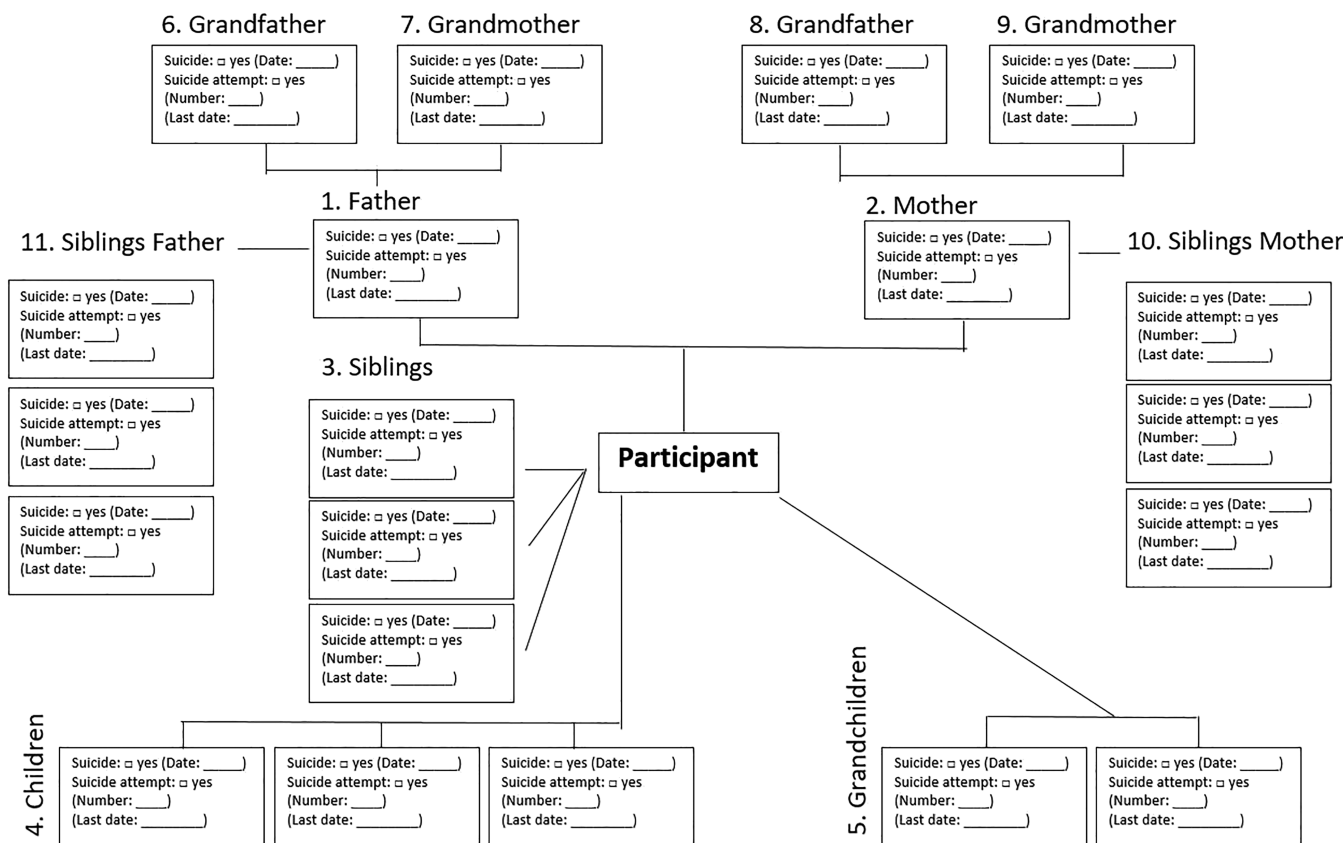 6. Grandfather
Suicide: □ yes (Date: _____)
Suicide attempt: □ yes
(Number: ____)
(Last date: ________)
7. Grandmother
Suicide: □ yes (Date: _____)
Suicide attempt: □ yes
(Number: ____)
(Last date: ________)
8. Grandfather
Suicide: □ yes (Date: _____)
Suicide attempt: □ yes
(Number: ____)
(Last date: ________)
9. Grandmother
Suicide: □ yes (Date: _____)
Suicide attempt: □ yes
(Number: ____)
(Last date: ________)
1. Father
Suicide: □ yes (Date: _____)
Suicide attempt: □ yes
(Number: ____)
(Last date: ________)
2. Mother
Suicide: □ yes (Date: _____)
Suicide attempt: □ yes
(Number: ____)
(Last date: ________)
11. Siblings Father
Suicide: □ yes (Date: _____)
Suicide attempt: □ yes
(Number: ____)
(Last date: ________)
Suicide: □ yes (Date: _____)
Suicide attempt: □ yes
(Number: ____)
(Last date: ________)
Suicide: □ yes (Date: _____)
Suicide attempt: □ yes
(Number: ____)
(Last date: ________)
10. Siblings Mother
Suicide: □ yes (Date: _____)
Suicide attempt: □ yes
(Number: ____)
(Last date: ________)
Suicide: □ yes (Date: _____)
Suicide attempt: □ yes
(Number: ____)
(Last date: ________)
Suicide: □ yes (Date: _____)
Suicide attempt: □ yes
(Number: ____)
(Last date: ________)
3. Siblings
Suicide: □ yes (Date: _____)
Suicide attempt: □ yes
(Number: ____)
(Last date: ________)
Suicide: □ yes (Date: _____)
Suicide attempt: □ yes
(Number: ____)
(Last date: ________)
Suicide: □ yes (Date: _____)
Suicide attempt: □ yes
(Number: ____)
(Last date: ________)
Participant
4. Children
Suicide: □ yes (Date: _____)
Suicide attempt: □ yes
(Number: ____)
(Last date: ________)
Suicide: □ yes (Date: _____)
Suicide attempt: □ yes
(Number: ____)
(Last date: ________)
Suicide: □ yes (Date: _____)
Suicide attempt: □ yes
(Number: ____)
(Last date: ________)
5. Grandchildren
Suicide: □ yes (Date: _____)
Suicide attempt: □ yes
(Number: ____)
(Last date: ________)
Suicide: □ yes (Date: _____)
Suicide attempt: □ yes
(Number: ____)
(Last date: ________)